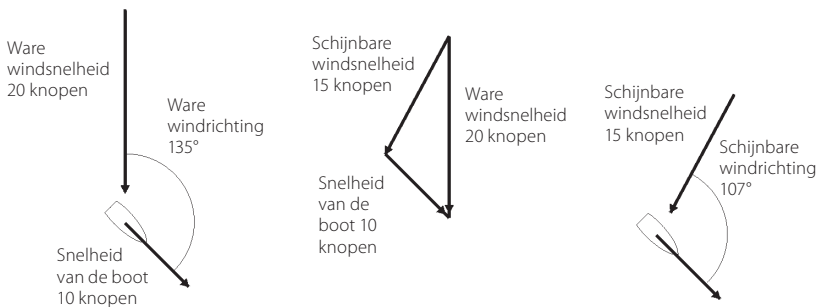 Ware
windsnelheid
20 knopen
Ware
windrichting
135°
Snelheid
van de boot
10 knopen
Schijnbare
windsnelheid
15 knopen
Ware
windsnelheid
20 knopen
Snelheid
van de
boot 10
knopen
Schijnbare
windsnelheid
15 knopen
Schijnbare
windrichting
107°